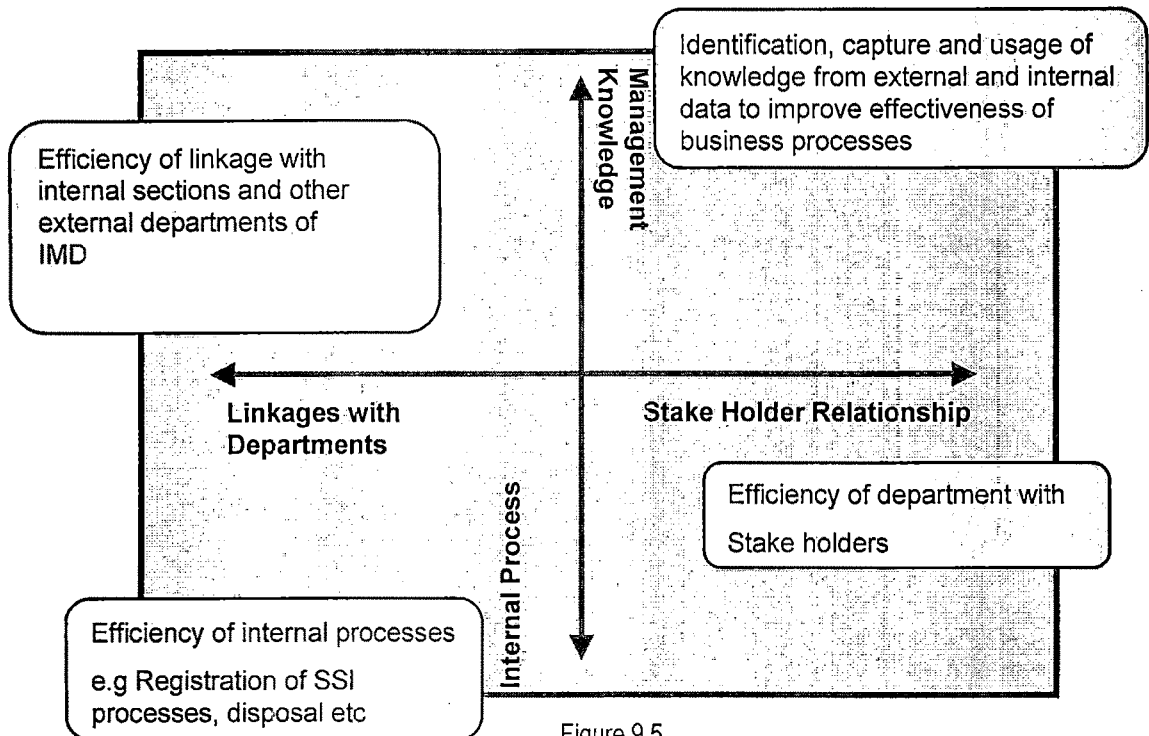 Identification, capture and usage of
knowledge from external and internal
data to improve effectiveness of
business processes
Management
Knowledge
Efficiency of linkage with
internal sections and other
external departments of
IMD
Linkages with
Departments
Stake Holder Relationship
Efficiency of department with
Stake holders
Internal Process
Efficiency of internal processes
e.g Registration of SSI
processes, disposal etc
Figure 9.5